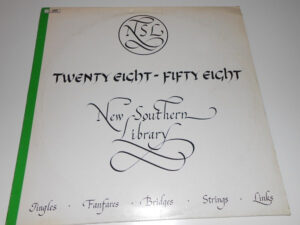 NSL
TWENTY EIGHT - FIFTY EIGHT
New Southern
Library
Jingles · Fanfares · Bridges · Strings · Links